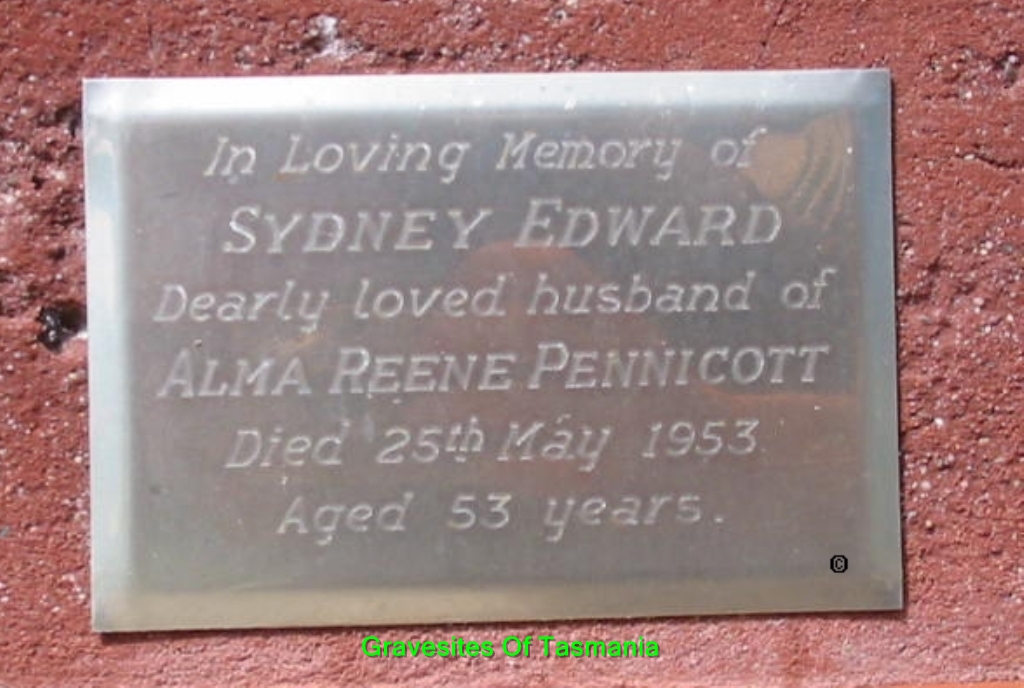 In Loving Memory of
SYDNEY EDWARD
Dearly loved husband of
ALMA REENE PENNICOTT
Died 25th May 1953
Aged 53 years.
©
Gravesites Of Tasmania